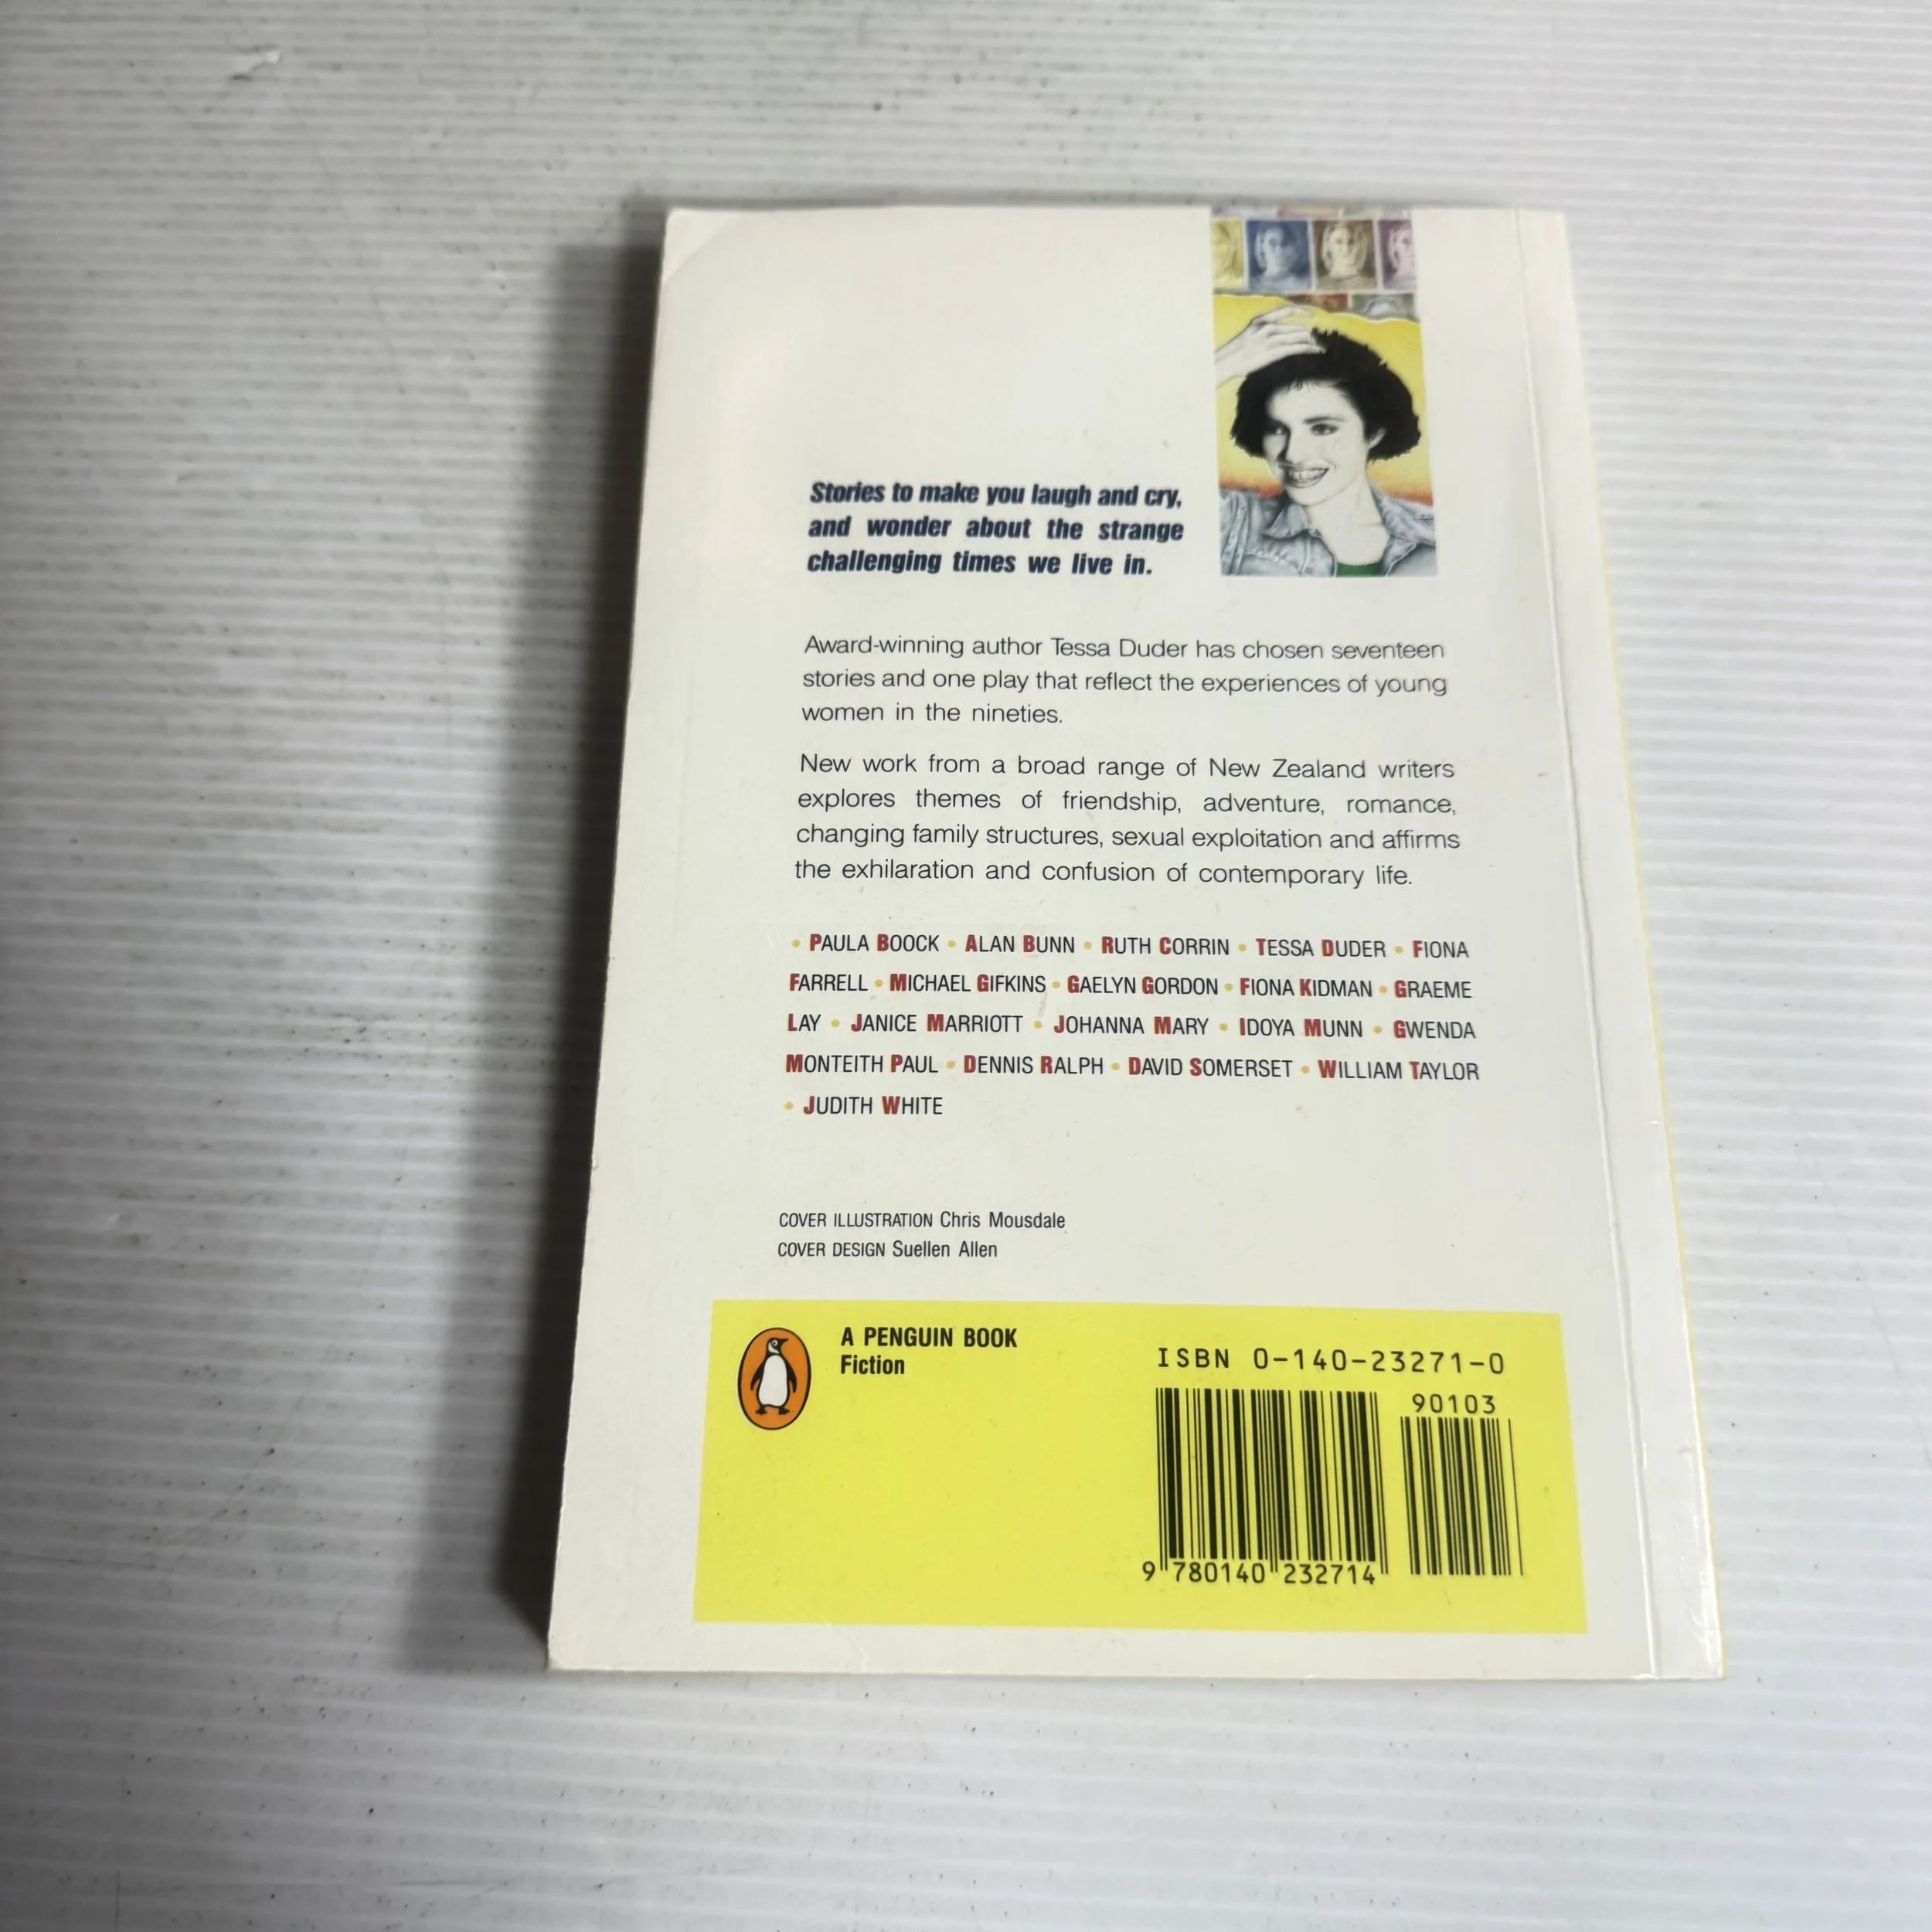 Stories to make you laugh and cry,
and wonder about the strange
challenging times we live in.
Award-winning author Tessa Duder has chosen seventeen
stories and one play that reflect the experiences of young
women in the nineties.
New work from a broad range of New Zealand writers
explores themes of friendship, adventure, romance,
changing family structures, sexual exploitation and affirms
the exhilaration and confusion of contemporary life.
• PAULA BOOCK • ALAN BUNN • RUTH CORRIN • TESSA DUDER • FIONA
FARRELL • MICHAEL GIFKINS • GAELYN GORDON • FIONA KIDMAN • GRAEME
LAY • JANICE MARRIOTT • JOHANNA MARY • IDOYA MUNN • GWENDA
MONTEITH PAUL • DENNIS RALPH • DAVID SOMERSET • WILLIAM TAYLOR
• JUDITH WHITE
COVER ILLUSTRATION Chris Mousdale
COVER DESIGN Suellen Allen
A PENGUIN BOOK
Fiction
ISBN 0-140-23271-0
90103
9 780140 232714